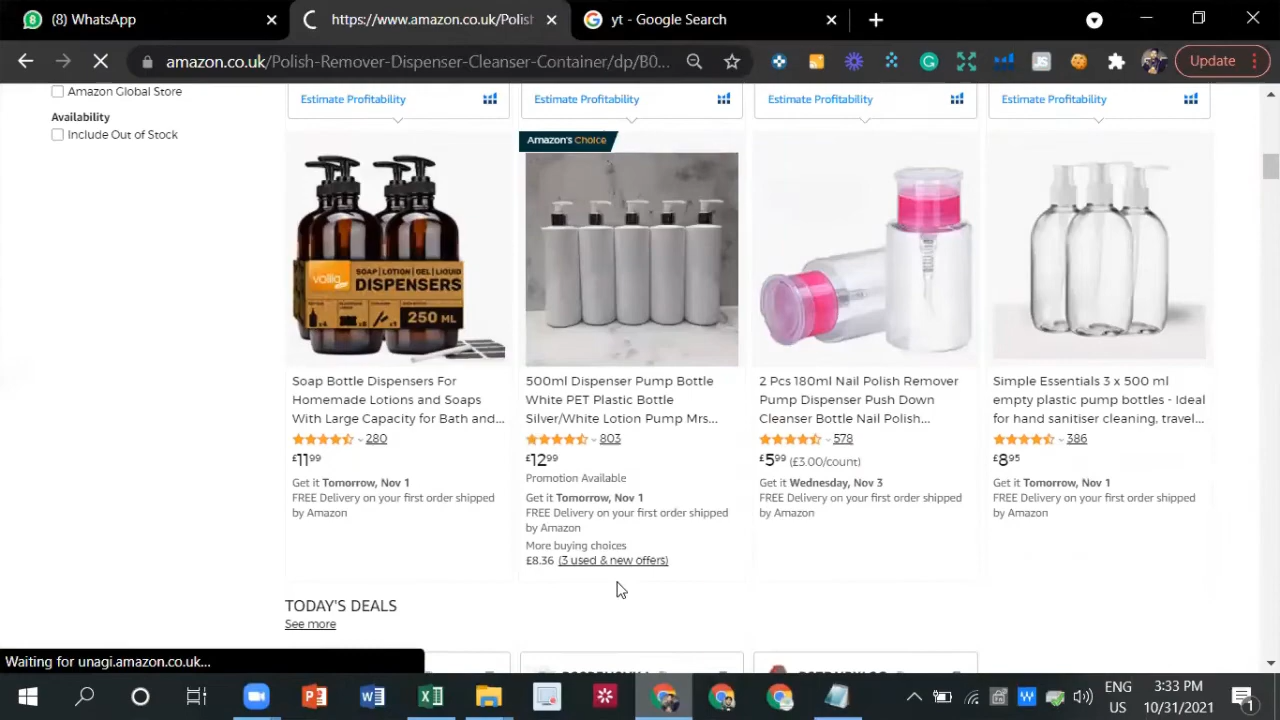 (8) WhatsApp
https://www.amazon.co.uk/Polish
yt - Google Search
amazon.co.uk/Polish-Remover-Dispenser-Cleanser-Container/dp/B0...
Update
Amazon Global Store
Availability
Include Out of Stock
Estimate Profitability
Estimate Profitability
Estimate Profitability
Estimate Profitability
Amazon's Choice
vollia
SOAP | LOTION | GEL | LIQUID
DISPENSERS
250 ML
Soap Bottle Dispensers For
Homemade Lotions and Soaps
With Large Capacity for Bath and...
280
£11.99
Get it Tomorrow, Nov 1
FREE Delivery on your first order shipped
by Amazon
500ml Dispenser Pump Bottle
White PET Plastic Bottle
Silver/White Lotion Pump Mrs...
803
£12.99
Promotion Available
Get it Tomorrow, Nov 1
FREE Delivery on your first order shipped
by Amazon
More buying choices
£8.36 (3 used & new offers)
2 Pcs 180ml Nail Polish Remover
Pump Dispenser Push Down
Cleanser Bottle Nail Polish...
578
£5.99 (£3.00/count)
Get it Wednesday, Nov 3
FREE Delivery on your first order shipped
by Amazon
Simple Essentials 3 x 500 ml
empty plastic pump bottles - Ideal
for hand sanitiser cleaning, travel...
386
£8.95
Get it Tomorrow, Nov 1
FREE Delivery on your first order shipped
by Amazon
TODAY'S DEALS
See more
Waiting for unagi.amazon.co.uk...
ENG
US
3:33 PM
10/31/2021